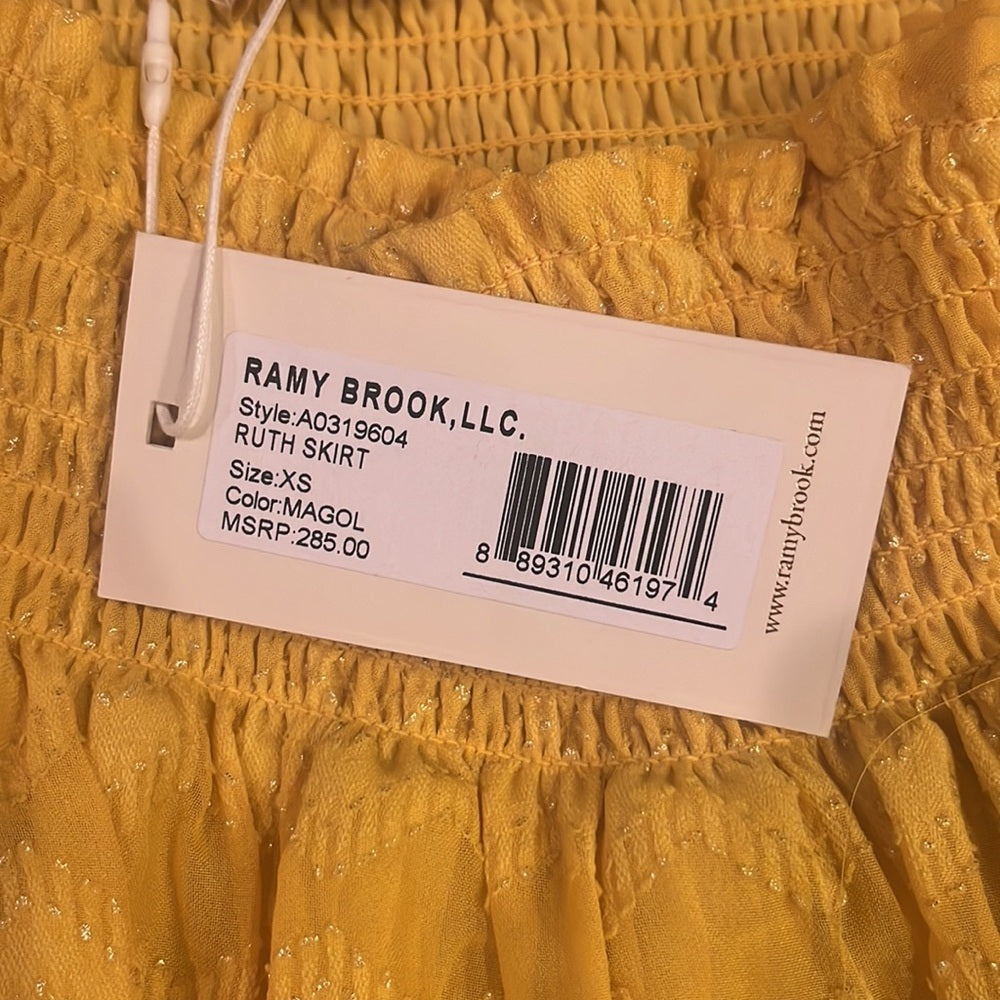 RAMY BROOK,LLC.
Style:A0319604
RUTH SKIRT
Size:XS
Color:MAGOL
MSRP:285.00
8 89310 46197 4
www.ramybrook.com